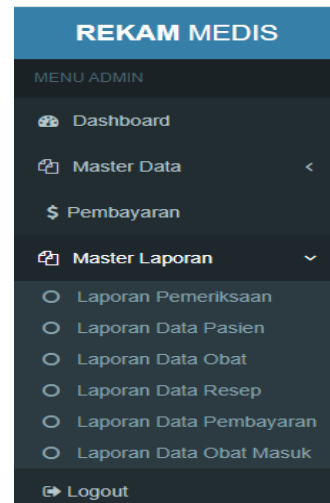 REKAM MEDIS
MENU ADMIN
Dashboard
Master Data
$ Pembayaran
Master Laporan
Laporan Pemeriksaan
Laporan Data Pasien
Laporan Data Obat
Laporan Data Resep
Laporan Data Pembayaran
Laporan Data Obat Masuk
Logout